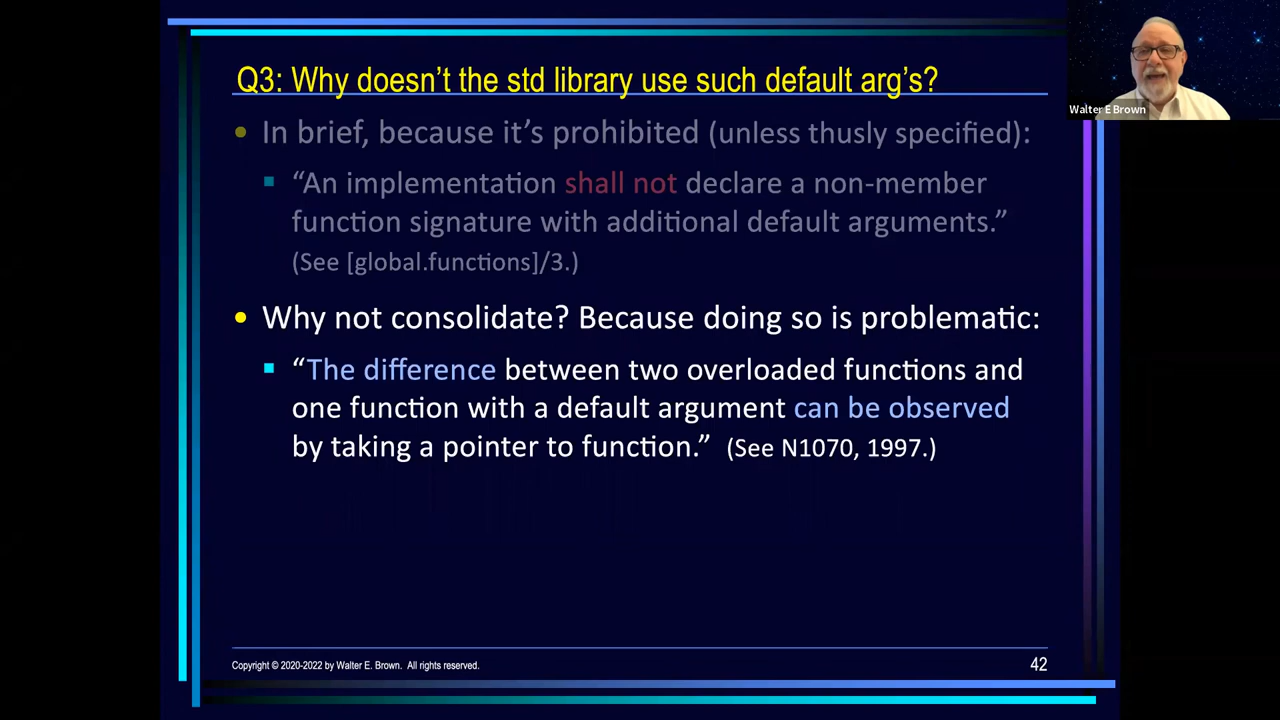 Q3: Why doesn’t the std library use such default arg’s?
Walter E Brown
• In brief, because it’s prohibited (unless thusly specified):
▪ “An implementation shall not declare a non-member
function signature with additional default arguments.”
(See [global.functions]/3.)
• Why not consolidate? Because doing so is problematic:
▪ “The difference between two overloaded functions and
one function with a default argument can be observed
by taking a pointer to function.” (See N1070, 1997.)
Copyright © 2020-2022 by Walter E. Brown. All rights reserved.
42